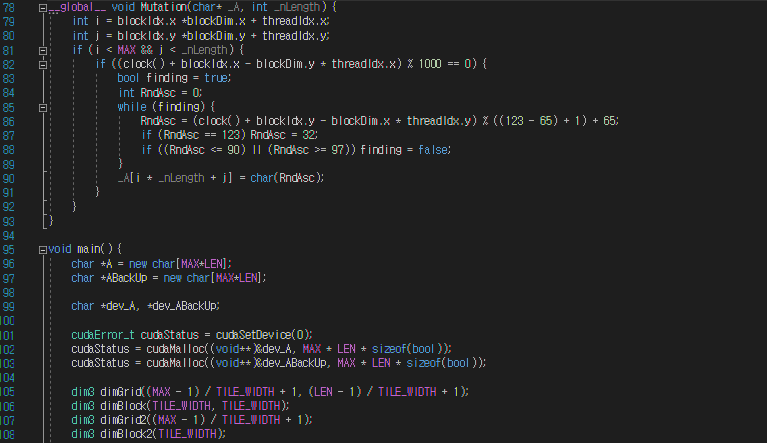 78 __global__ void Mutation(char* _A, int _nLength) {
79 int i = blockIdx.x *blockDim.x + threadIdx.x;
80 int j = blockIdx.y *blockDim.y + threadIdx.y;
81 if (i < MAX && j < _nLength) {
82 if ((clock() + blockIdx.x - blockDim.y * threadIdx.x) % 1000 == 0) {
83 bool finding = true;
84 int RndAsc = 0;
85 while (finding) {
86 RndAsc = (clock() + blockIdx.y - blockDim.x * threadIdx.y) % ((123 - 65) + 1) + 65;
87 if (RndAsc == 123) RndAsc = 32;
88 if ((RndAsc <= 90) || (RndAsc >= 97)) finding = false;
89 }
90 _A[i * _nLength + j] = char(RndAsc);
91 }
92 }
93 }
94
95 void main() {
96 char *A = new char[MAX*LEN];
97 char *ABackUp = new char[MAX*LEN];
98
99 char *dev_A, *dev_ABackUp;
100
101 cudaError_t cudaStatus = cudaSetDevice(0);
102 cudaStatus = cudaMalloc((void**)&dev_A, MAX * LEN * sizeof(bool));
103 cudaStatus = cudaMalloc((void**)&dev_ABackUp, MAX * LEN * sizeof(bool));
104
105 dim3 dimGrid((MAX - 1) / TILE_WIDTH + 1, (LEN - 1) / TILE_WIDTH + 1);
106 dim3 dimBlock(TILE_WIDTH, TILE_WIDTH);
107 dim3 dimGrid2((MAX - 1) / TILE_WIDTH + 1);
108 dim3 dimBlock2(TILE_WIDTH);